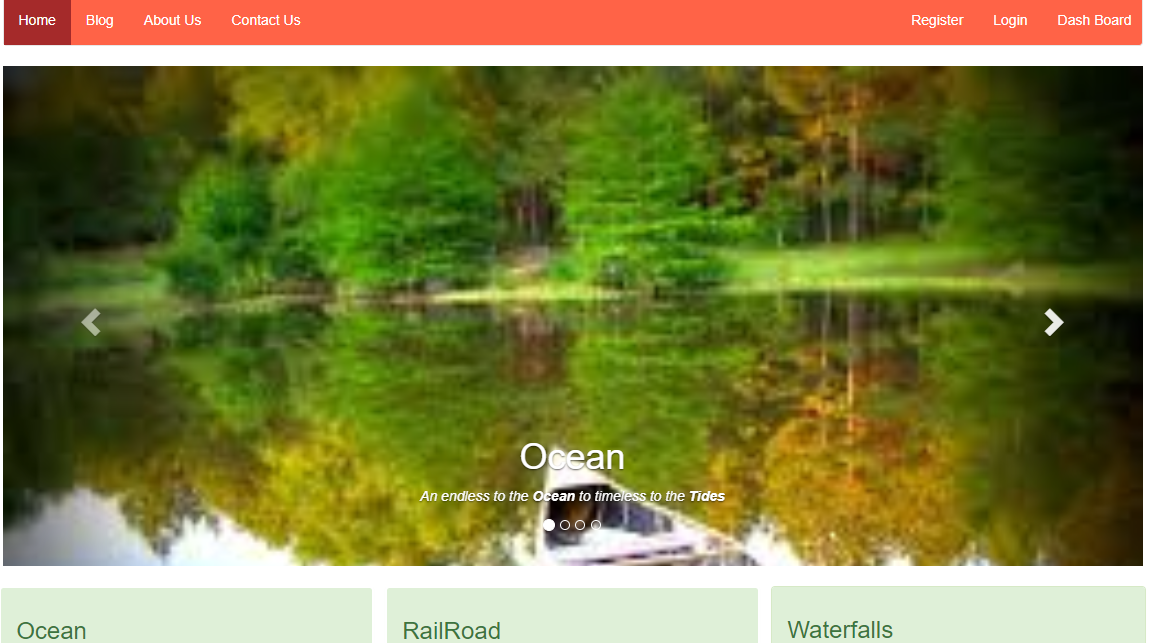 Home Blog About Us Contact Us Register Login Dash Board
Ocean
An endless to the Ocean to timeless to the Tides
Ocean RailRoad Waterfalls